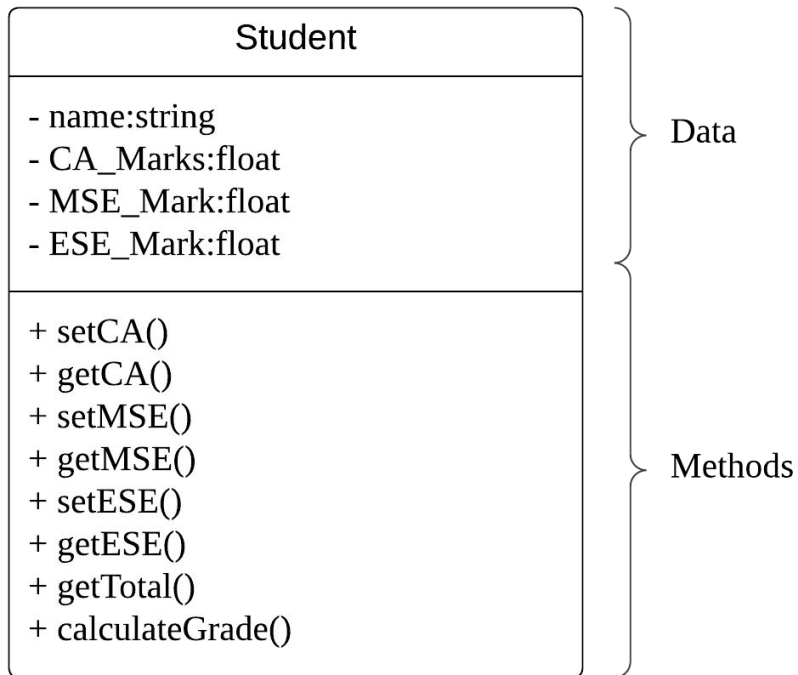 Student
- name:string
- CA_Marks:float
- MSE_Mark:float
- ESE_Mark:float
Data
+ setCA()
+ getCA()
+ setMSE()
+ getMSE()
+ setESE()
+ getESE()
+ getTotal()
+ calculateGrade()
Methods